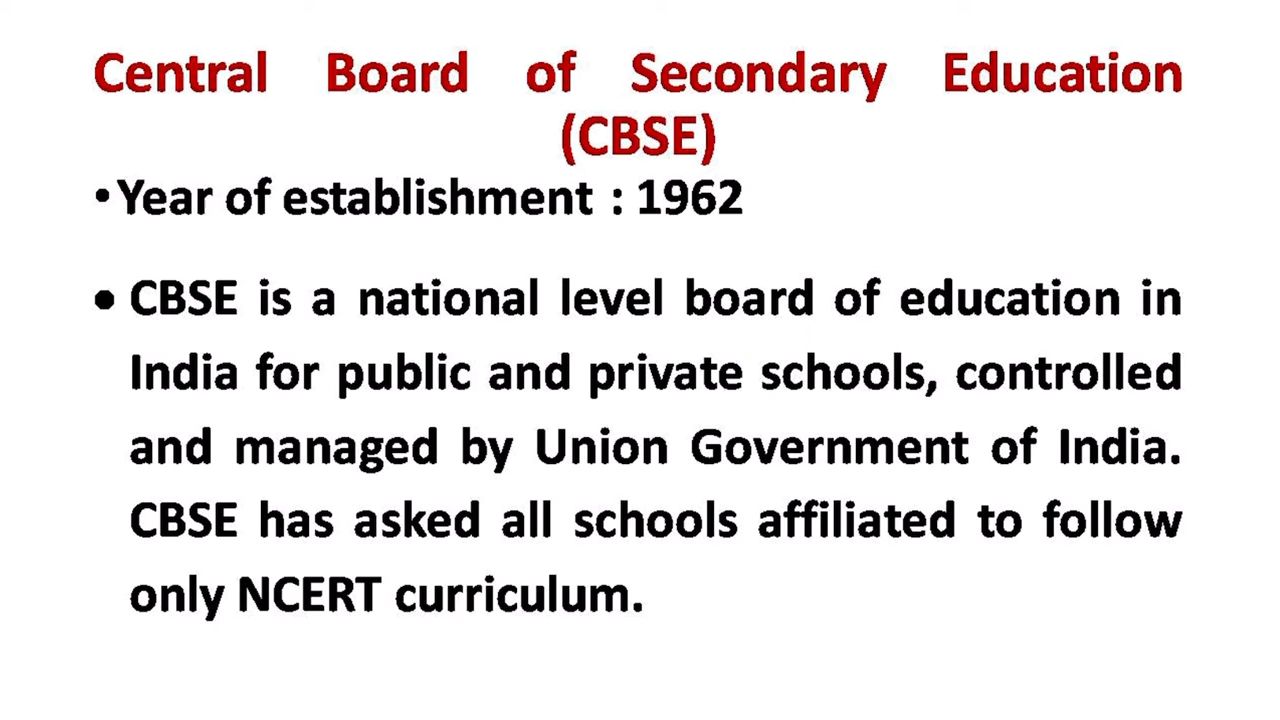 Central Board of Secondary Education
(CBSE)
•Year of establishment : 1962
• CBSE is a national level board of education in
India for public and private schools, controlled
and managed by Union Government of India.
CBSE has asked all schools affiliated to follow
only NCERT curriculum.